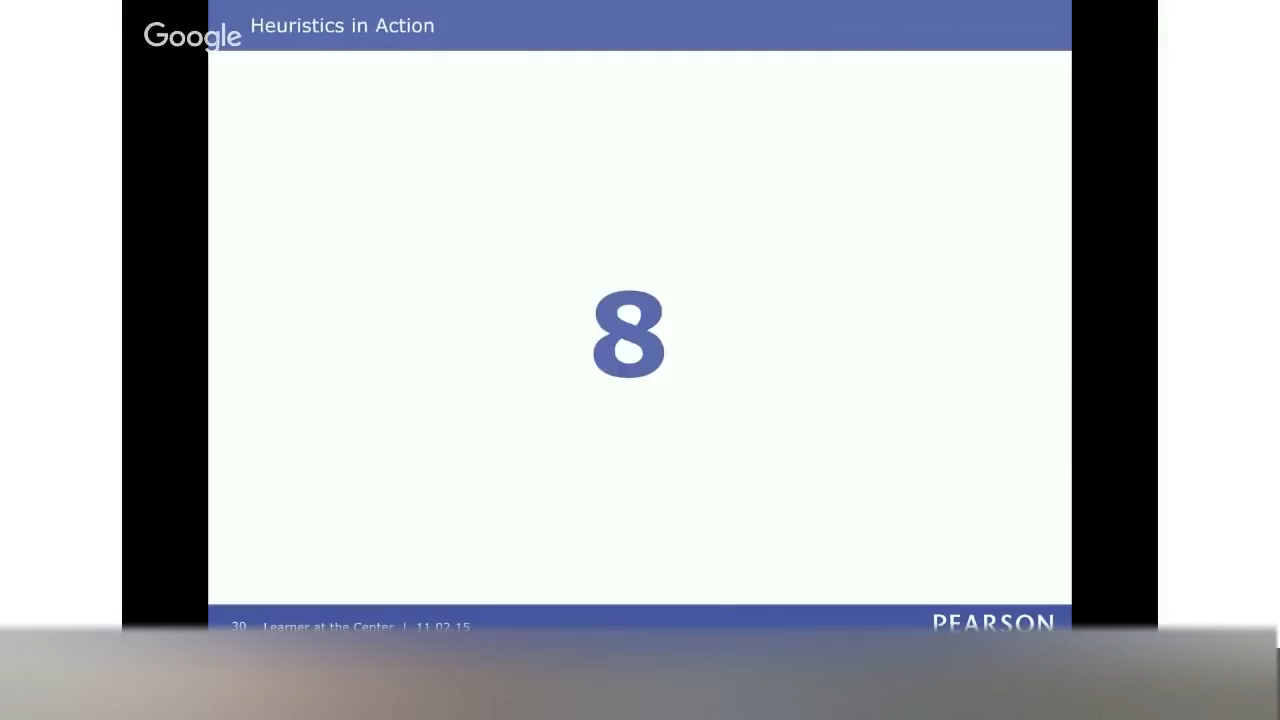 Google
Heuristics in Action
8
30 Learner at the Center | 11.02.15
PEARSON